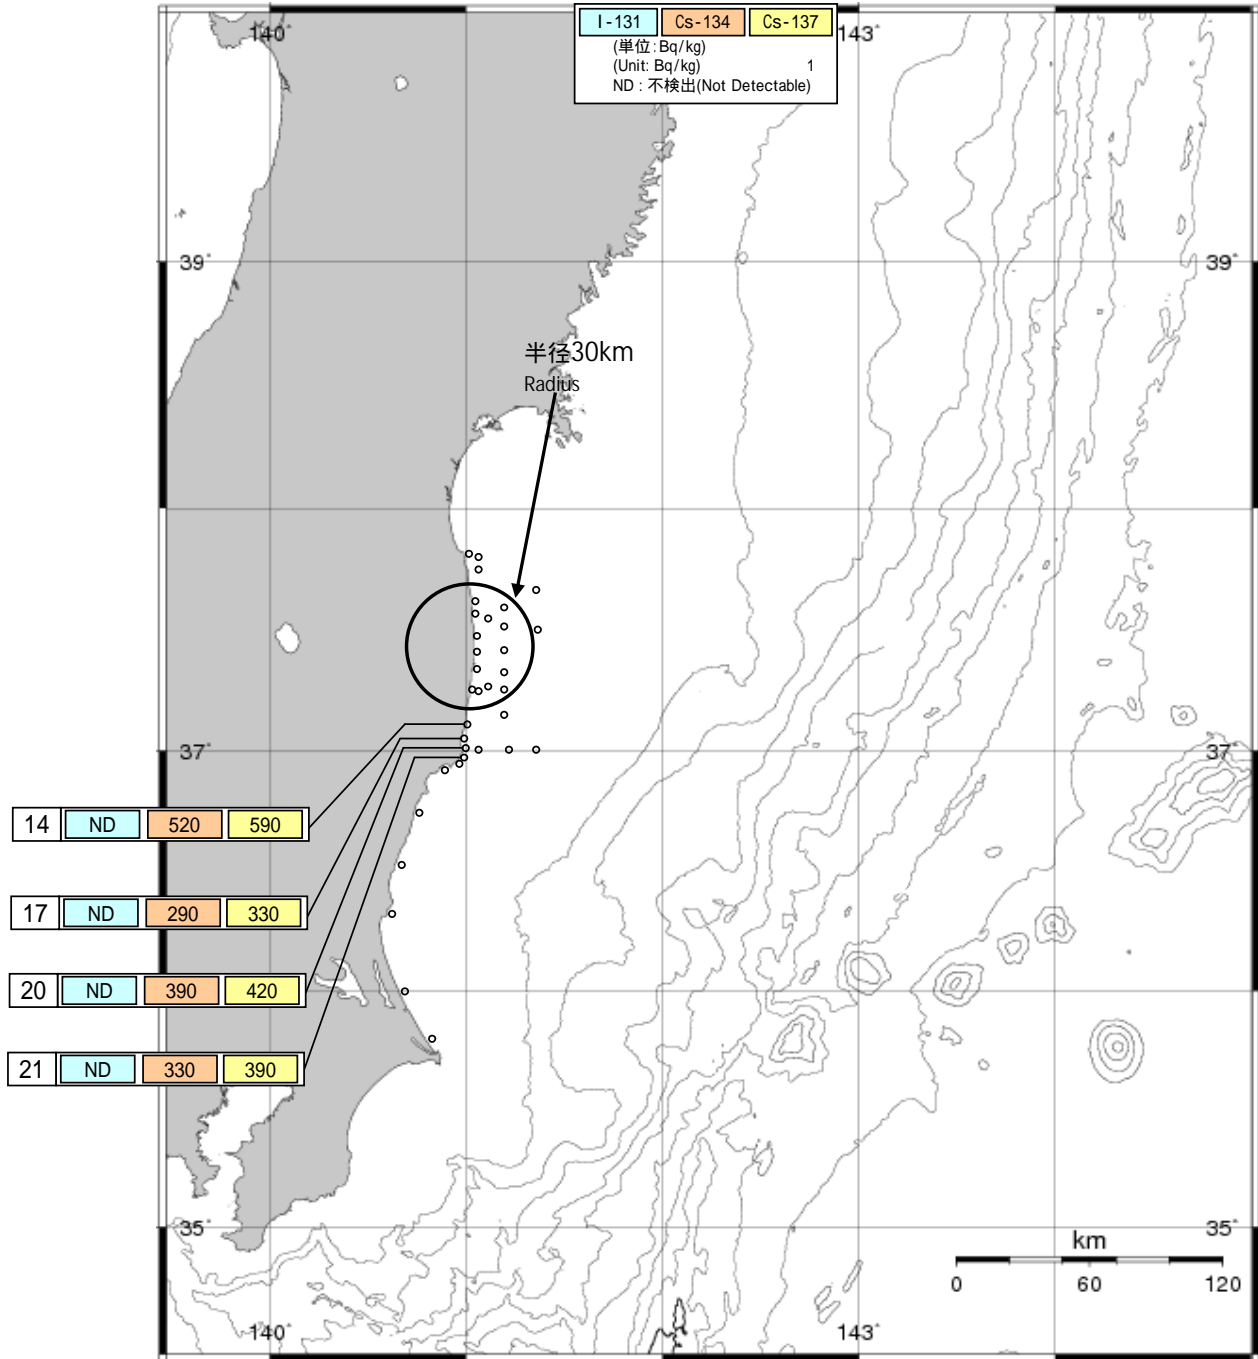 I-131 Cs-134 Cs-137
(単位:Bq/kg)
(Unit: Bq/kg) 1
ND : 不検出(Not Detectable)
140° 143°
39° 39°
半径30km
Radius
37° 37°
14 ND 520 590
17 ND 290 330
20 ND 390 420
21 ND 330 390
35° 35°
km
0 60 120
140° 143°